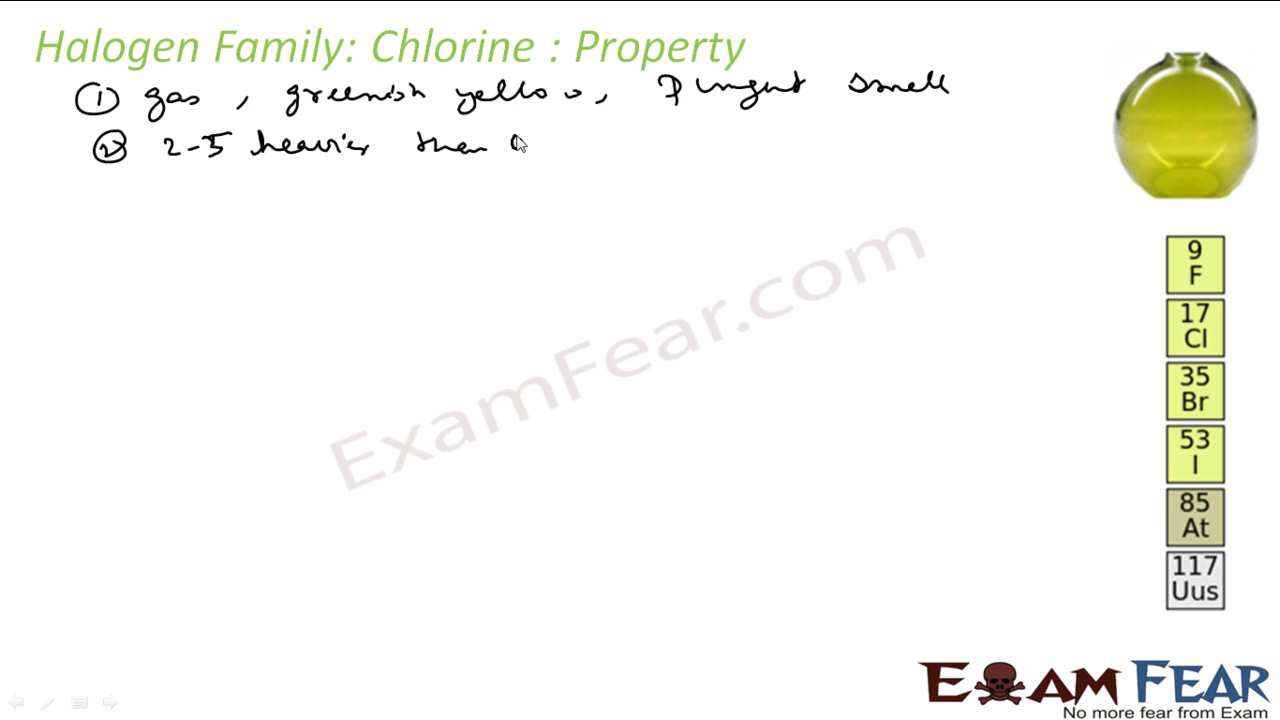 Halogen Family: Chlorine : Property
① gas, greenish yellow, Pungent smell
② 2-5 heavier than
ExamFear.com
9
F
17
Cl
35
Br
53
I
85
At
117
Uus
EXAM FEAR
No more fear from Exam